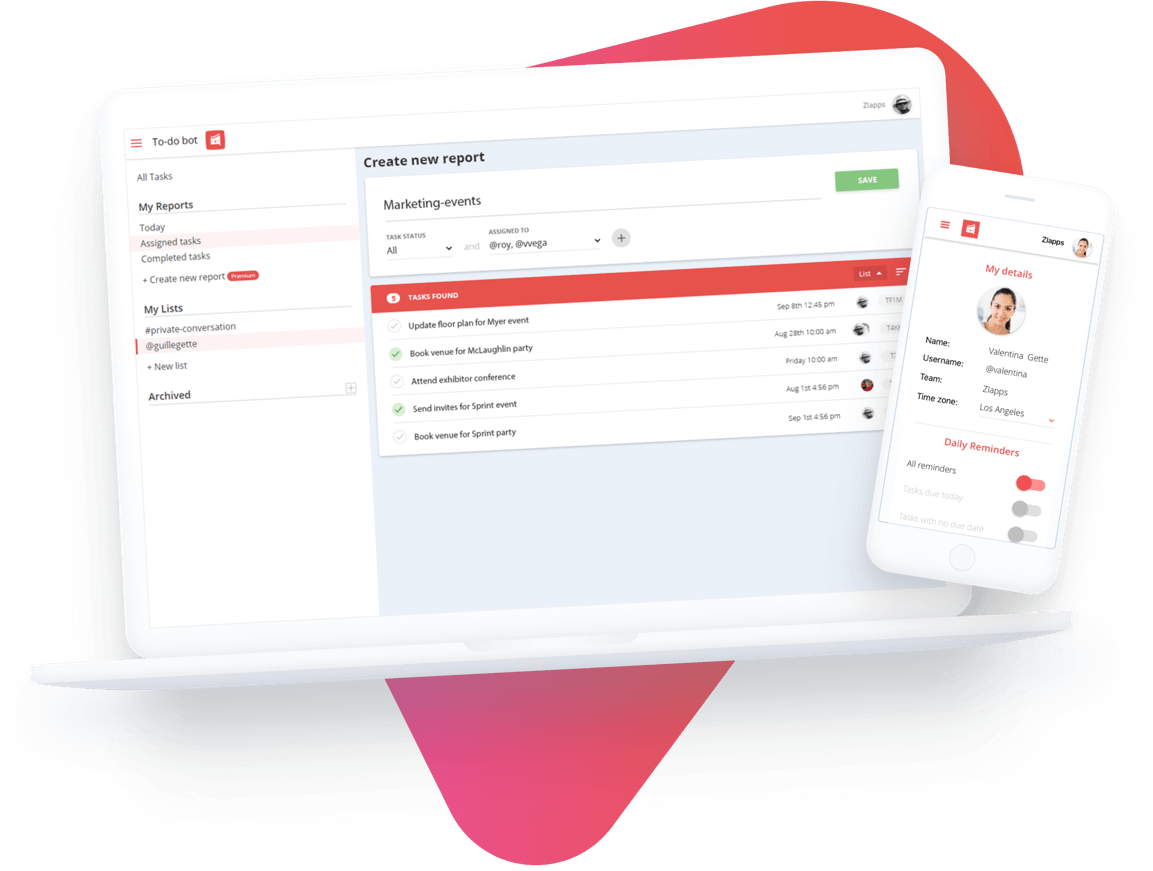 To-do bot
Zlapps
All Tasks
My Reports
Today
Assigned tasks
Completed tasks
+ Create new report Premium
My Lists
#private-conversation
@guillegette
+ New list
Archived
Create new report
Marketing-events
SAVE
TASK STATUS
All
and
ASSIGNED TO
@roy, @vvega
5 TASKS FOUND
List
Update floor plan for Myer event Sep 8th 12:45 pm TF1M
Book venue for McLaughlin party Aug 28th 10:00 am
Attend exhibitor conference Friday 10:00 am
Send invites for Sprint event Aug 1st 4:56 pm
Book venue for Sprint party Sep 1st 4:56 pm
Zlapps
My details
Name: Valentina Gette
Username: @valentina
Team: Zlapps
Time zone: Los Angeles
Daily Reminders
All reminders
Tasks due today
Tasks with no due date